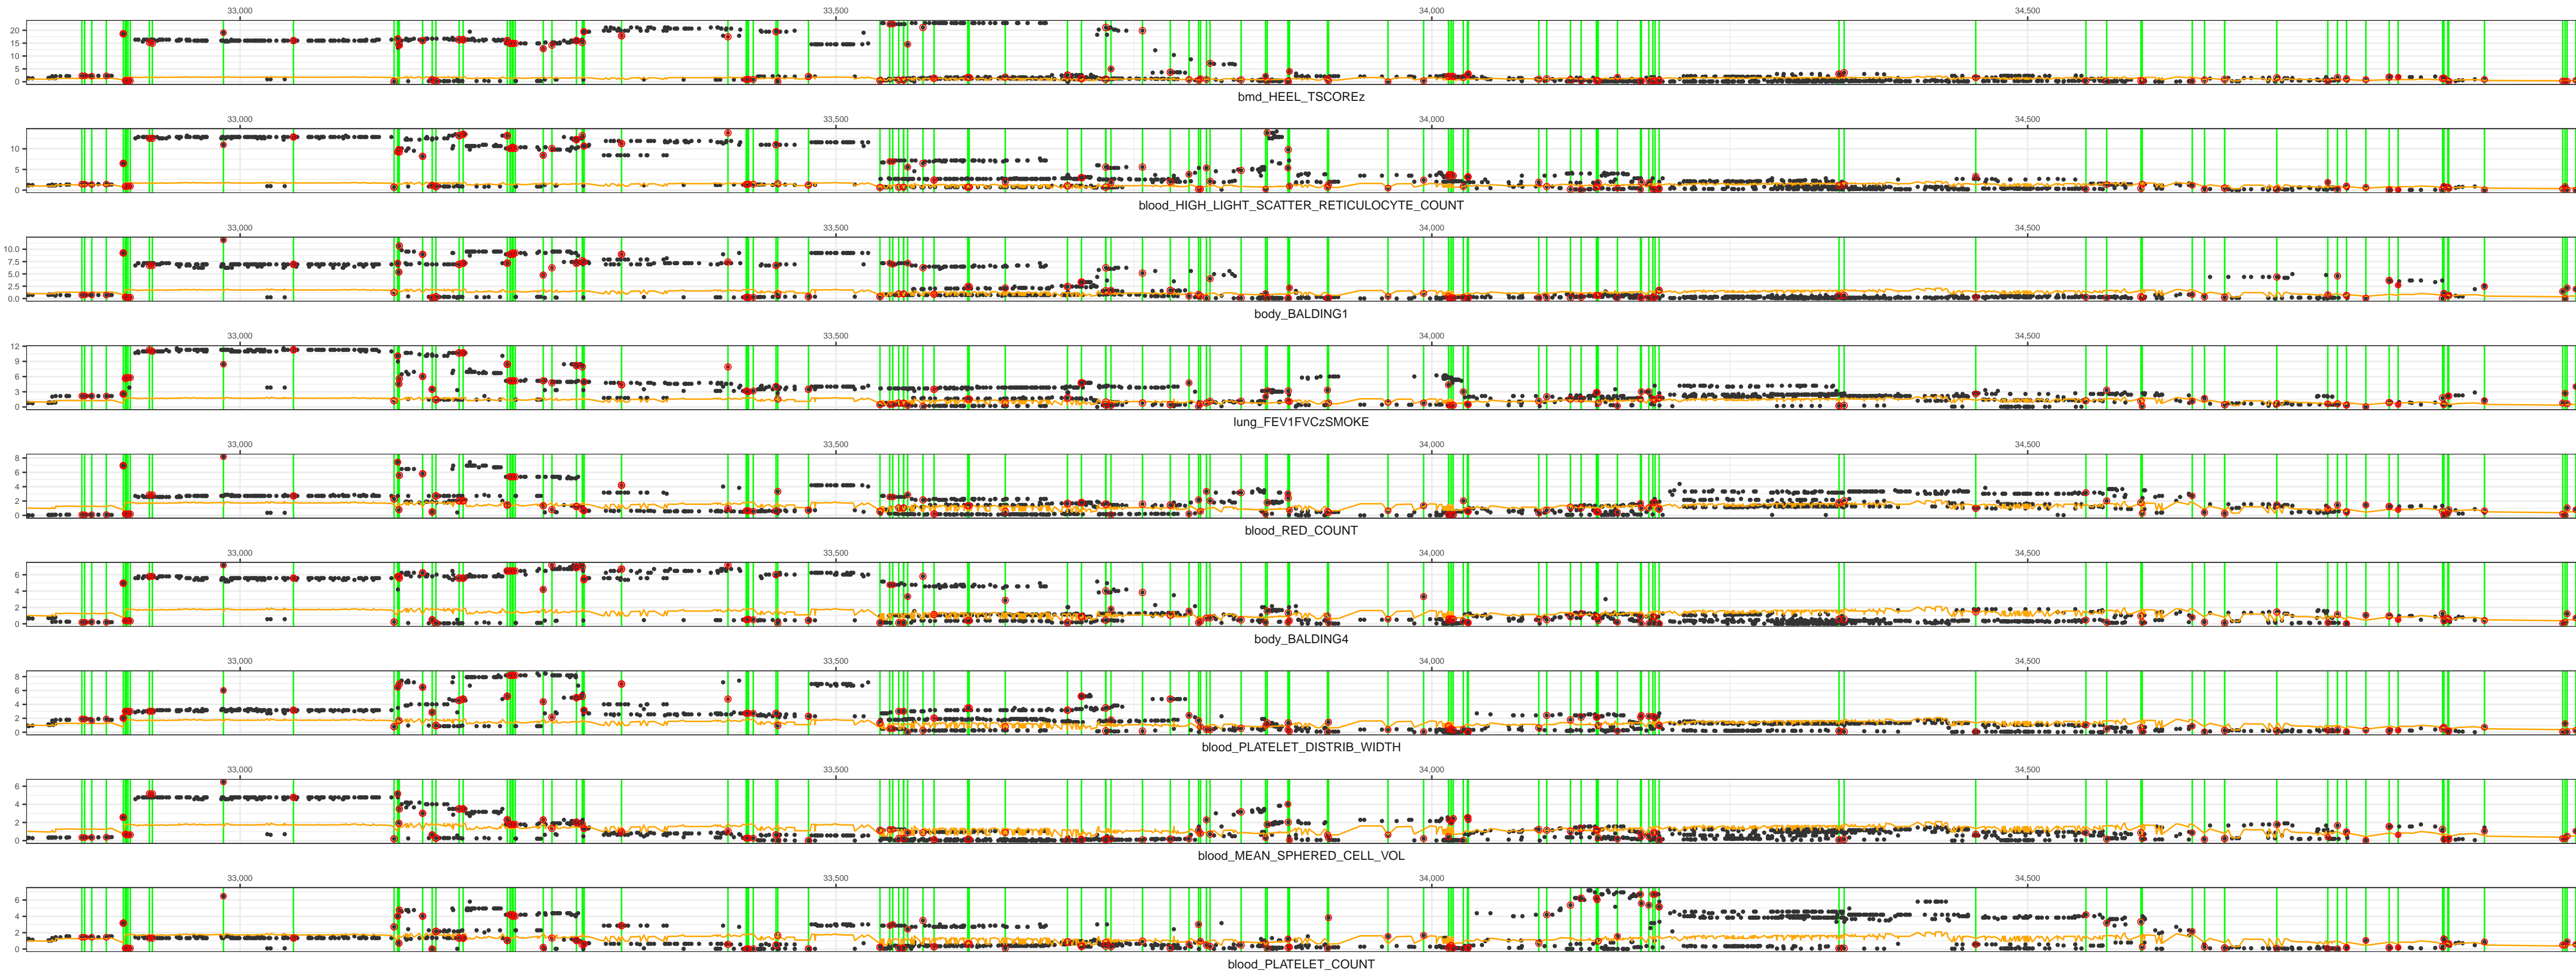 33,000 33,500 34,000 34,500
20
15
10
5
0
bmd_HEEL_TSCOREz
33,000 33,500 34,000 34,500
10
5
0
blood_HIGH_LIGHT_SCATTER_RETICULOCYTE_COUNT
33,000 33,500 34,000 34,500
10.0
7.5
5.0
2.5
0.0
body_BALDING1
33,000 33,500 34,000 34,500
12
9
6
3
0
lung_FEV1FVCzSMOKE
33,000 33,500 34,000 34,500
8
6
4
2
0
blood_RED_COUNT
33,000 33,500 34,000 34,500
6
4
2
0
body_BALDING4
33,000 33,500 34,000 34,500
8
6
4
2
0
blood_PLATELET_DISTRIB_WIDTH
33,000 33,500 34,000 34,500
6
4
2
0
blood_MEAN_SPHERED_CELL_VOL
33,000 33,500 34,000 34,500
6
4
2
0
blood_PLATELET_COUNT